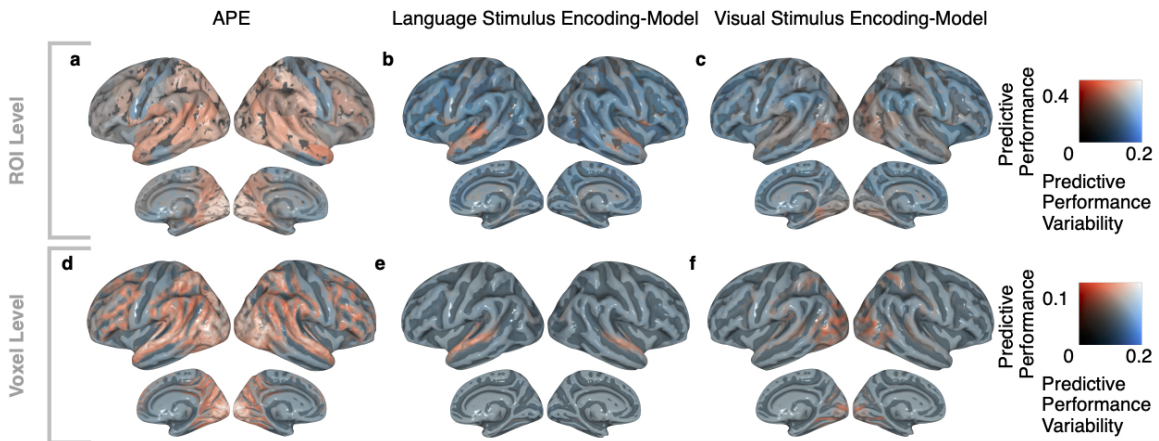 APE
Language Stimulus Encoding-Model
Visual Stimulus Encoding-Model
ROI Level
a
b
c
Predictive
Performance
0.4
0
0.2
Predictive
Performance
Variability
Voxel Level
d
e
f
Predictive
Performance
0.1
0
0.2
Predictive
Performance
Variability